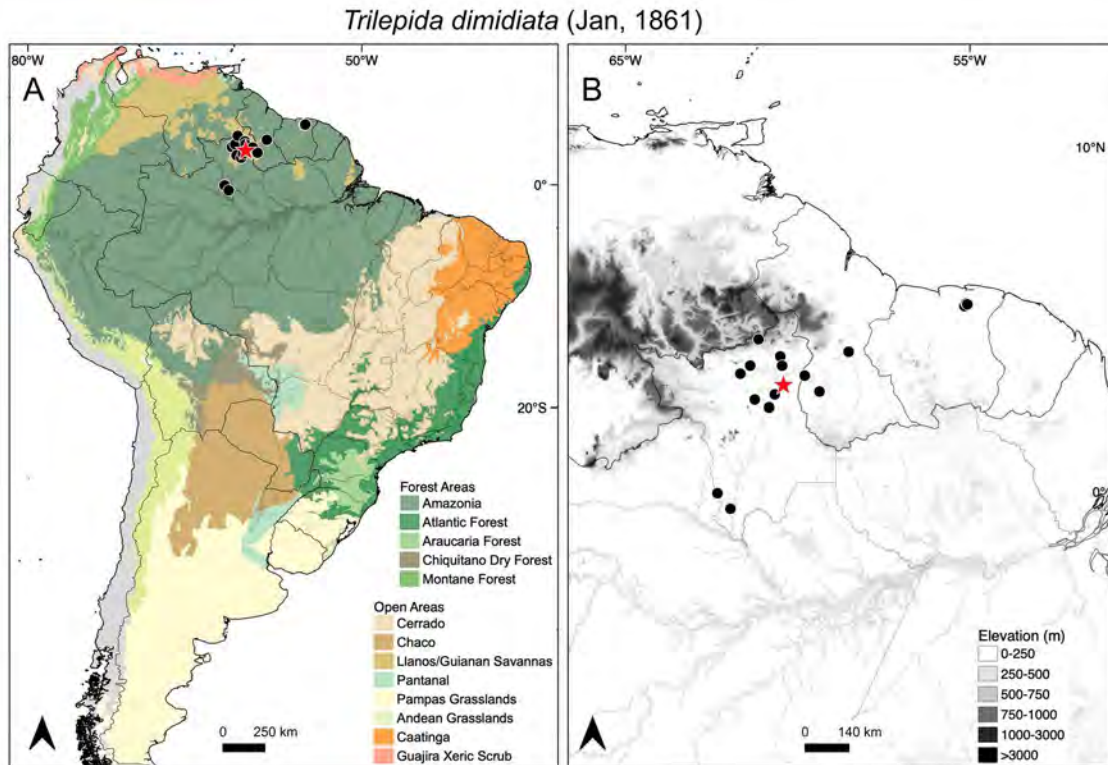 Trilepida dimidiata (Jan, 1861)
80°W
50°W
A
0°
20°S
Forest Areas
Amazonia
Atlantic Forest
Araucaria Forest
Chiquitano Dry Forest
Montane Forest
Open Areas
Cerrado
Chaco
Llanos/Guianan Savannas
Pantanal
Pampas Grasslands
Andean Grasslands
Caatinga
Guajira Xeric Scrub
0 250 km
65°W
55°W
B
10°N
0°
Elevation (m)
0-250
250-500
500-750
750-1000
1000-3000
>3000
0 140 km